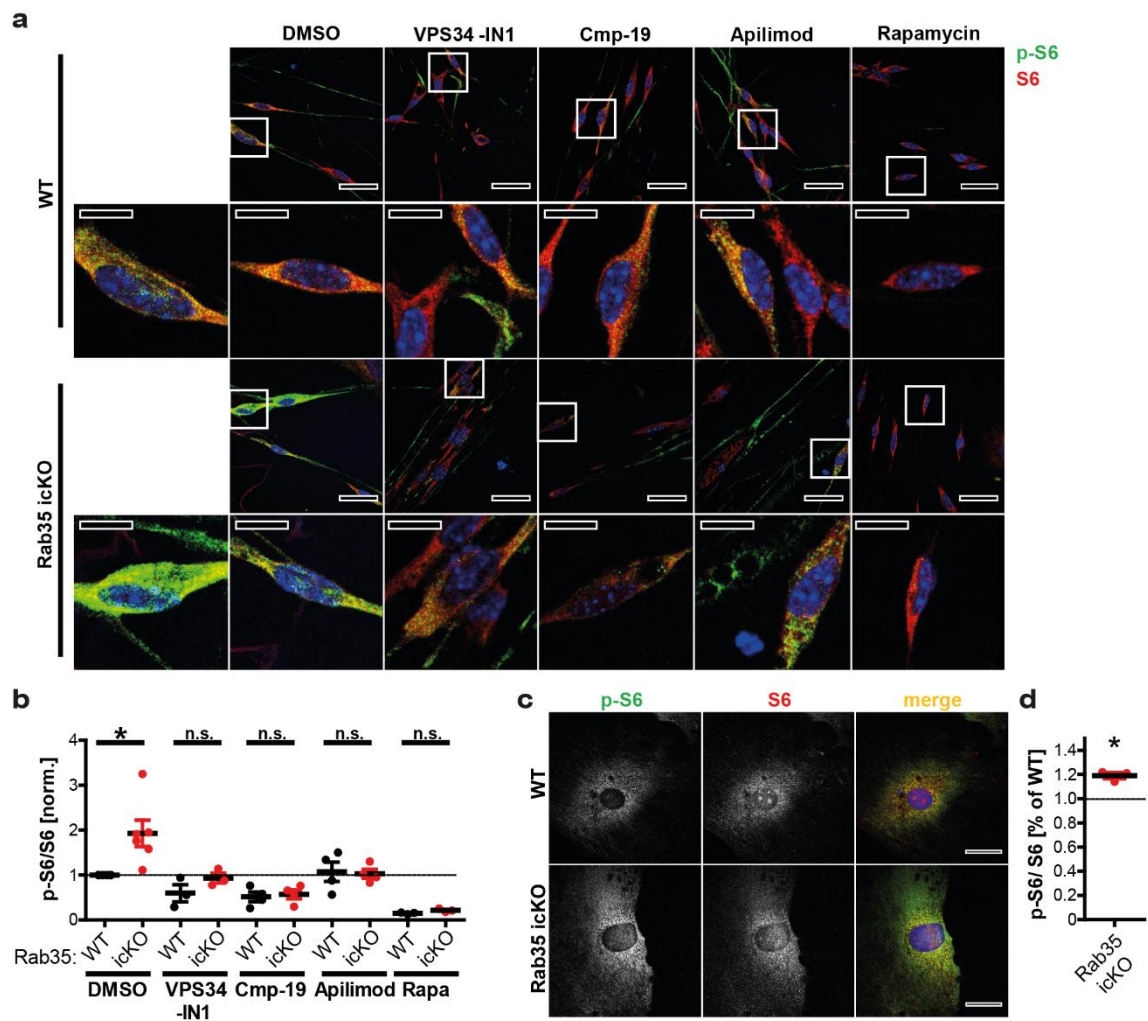 a
DMSO VPS34 -IN1 Cmp-19 Apilimod Rapamycin
p-S6
S6
WT
Rab35 icKO
b
p-S6/S6 [norm.]
4
3
2
1
0
* n.s. n.s. n.s. n.s.
Rab35: WT icKO WT icKO WT icKO WT icKO WT icKO
DMSO VPS34 Cmp-19 Apilimod Rapa
-IN1
c
p-S6 S6 merge
WT
Rab35 icKO
d
p-S6/ S6 [% of WT]
*
1.4
1.2
1.0
0.8
0.6
0.4
0.2
0
Rab35
icKO